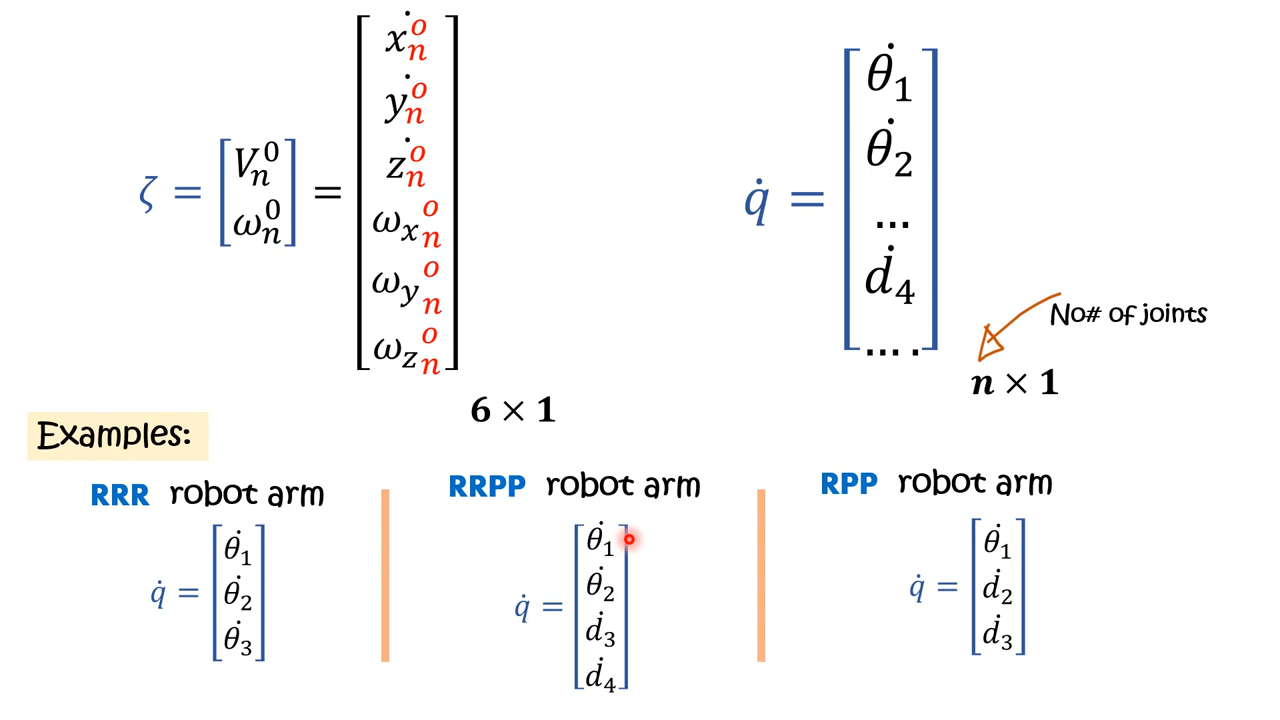 ζ = [V_n^0 ω_n^0] = [ẋ_n^o ẏ_n^o ż_n^o ω_x_n^o ω_y_n^o ω_z_n^o]
6 × 1
q̇ = [θ̇_1 θ̇_2 ... ḋ_4 ....]
No# of joints
n × 1
Examples:
RRR robot arm
q̇ = [θ̇_1 θ̇_2 θ̇_3]
RRPP robot arm
q̇ = [θ̇_1 θ̇_2 ḋ_3 ḋ_4]
RPP robot arm
q̇ = [θ̇_1 ḋ_2 ḋ_3]